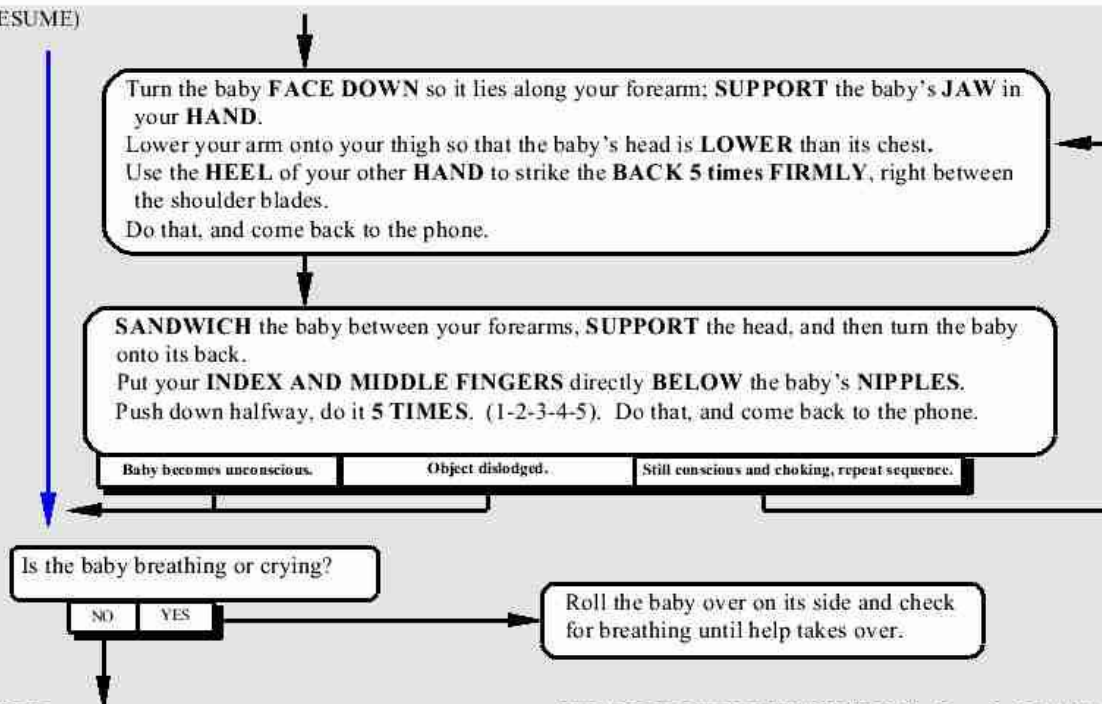 ESUME)
Turn the baby FACE DOWN so it lies along your forearm; SUPPORT the baby's JAW in
your HAND.
Lower your arm onto your thigh so that the baby's head is LOWER than its chest.
Use the HEEL of your other HAND to strike the BACK 5 times FIRMLY, right between
the shoulder blades.
Do that, and come back to the phone.
SANDWICH the baby between your forearms, SUPPORT the head, and then turn the baby
onto its back.
Put your INDEX AND MIDDLE FINGERS directly BELOW the baby's NIPPLES.
Push down halfway, do it 5 TIMES. (1-2-3-4-5). Do that, and come back to the phone.
Baby becomes unconscious. Object dislodged. Still conscious and choking, repeat sequence.
Is the baby breathing or crying?
NO YES
Roll the baby over on its side and check
for breathing until help takes over.